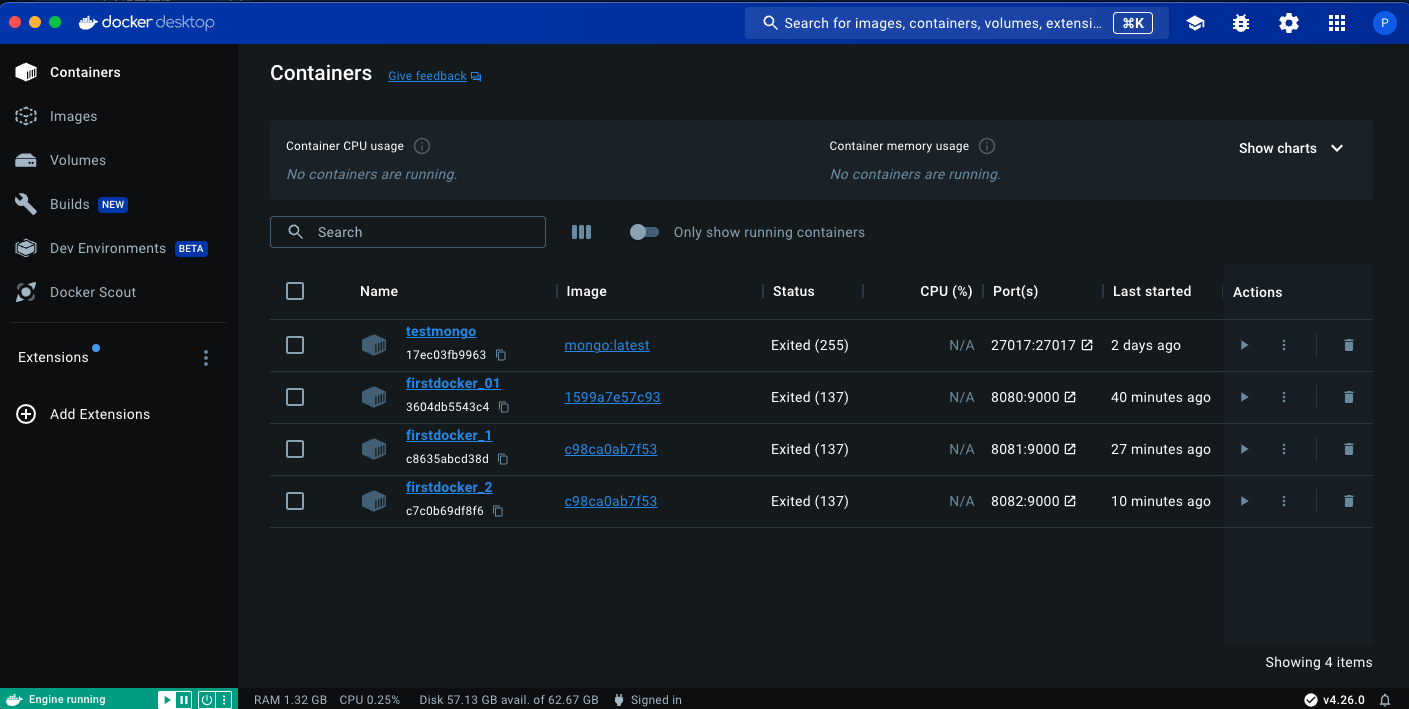 docker desktop
Search for images, containers, volumes, extensi... ⌘K
P
Containers
Images
Volumes
Builds NEW
Dev Environments BETA
Docker Scout
Extensions
Add Extensions
Containers Give feedback
Container CPU usage
No containers are running.
Container memory usage
No containers are running.
Show charts
Search
Only show running containers
Name Image Status CPU (%) Port(s) Last started Actions
testmongo
17ec03fb9963
mongo:latest Exited (255) N/A 27017:27017 2 days ago
firstdocker_01
3604db5543c4
1599a7e57c93 Exited (137) N/A 8080:9000 40 minutes ago
firstdocker_1
c8635abcd38d
c98ca0ab7f53 Exited (137) N/A 8081:9000 27 minutes ago
firstdocker_2
c7c0b69df8f6
c98ca0ab7f53 Exited (137) N/A 8082:9000 10 minutes ago
Showing 4 items
Engine running
RAM 1.32 GB CPU 0.25% Disk 57.13 GB avail. of 62.67 GB Signed in
v4.26.0